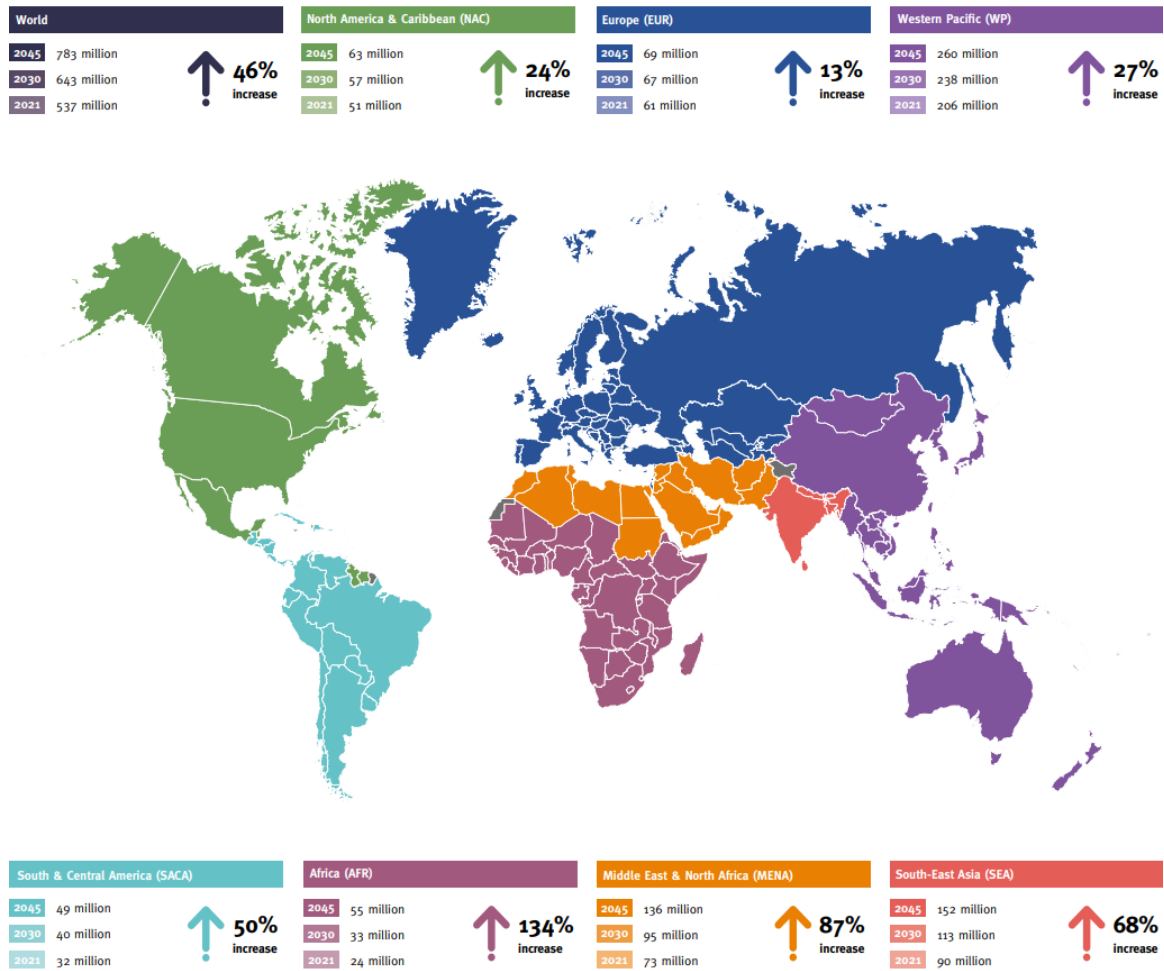 World
2045 783 million
2030 643 million
2021 537 million
46%
increase
North America & Caribbean (NAC)
2045 63 million
2030 57 million
2021 51 million
24%
increase
Europe (EUR)
2045 69 million
2030 67 million
2021 61 million
13%
increase
Western Pacific (WP)
2045 260 million
2030 238 million
2021 206 million
27%
increase
South & Central America (SACA)
2045 49 million
2030 40 million
2021 32 million
50%
increase
Africa (AFR)
2045 55 million
2030 33 million
2021 24 million
134%
increase
Middle East & North Africa (MENA)
2045 136 million
2030 95 million
2021 73 million
87%
increase
South-East Asia (SEA)
2045 152 million
2030 113 million
2021 90 million
68%
increase